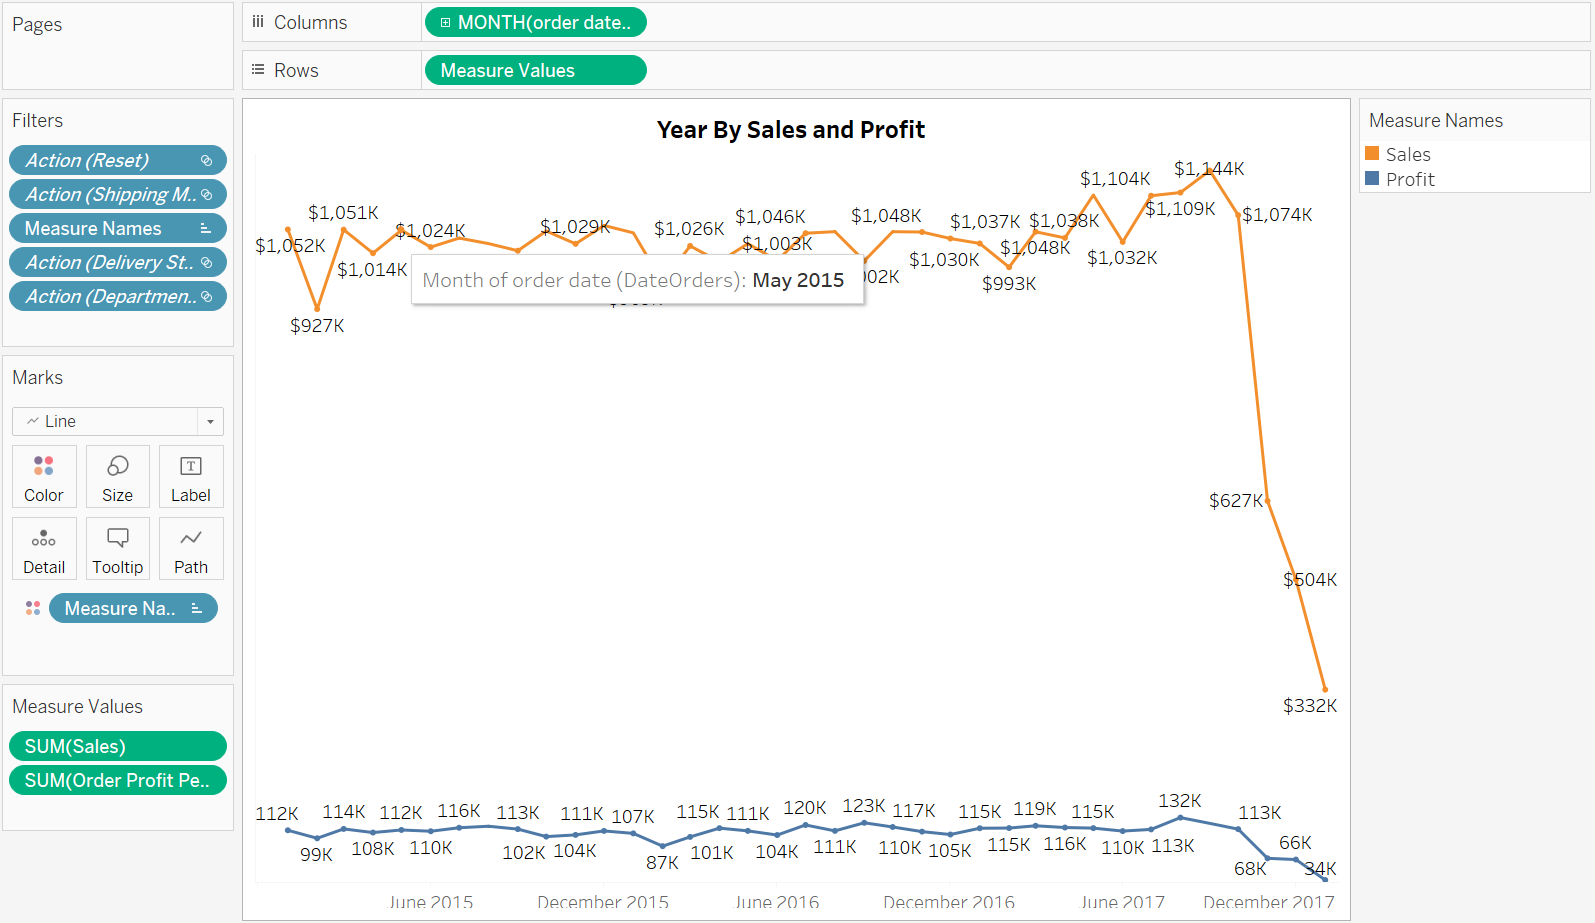 Pages
Columns
MONTH(order date..
Rows
Measure Values
Filters
Action (Reset)
Action (Shipping M..
Measure Names
Action (Delivery St..
Action (Departmen..
Marks
Line
Color
Size
Label
Detail
Tooltip
Path
Measure Na..
Measure Values
SUM(Sales)
SUM(Order Profit Pe..
Year By Sales and Profit
$1,052K
$927K
$1,051K
$1,014K
$1,024K
$1,029K
$1,026K
$1,046K
$1,003K
$1,048K
$1,030K
$1,037K
$993K
$1,048K
$1,038K
$1,104K
$1,032K
$1,109K
$1,144K
$1,074K
$627K
$504K
$332K
Month of order date (DateOrders): May 2015
112K
99K
114K
108K
112K
110K
116K
113K
102K
111K
104K
107K
87K
115K
101K
111K
104K
120K
111K
123K
110K
117K
105K
115K
115K
119K
116K
115K
110K
113K
132K
113K
68K
66K
34K
June 2015
December 2015
June 2016
December 2016
June 2017
December 2017
Measure Names
Sales
Profit